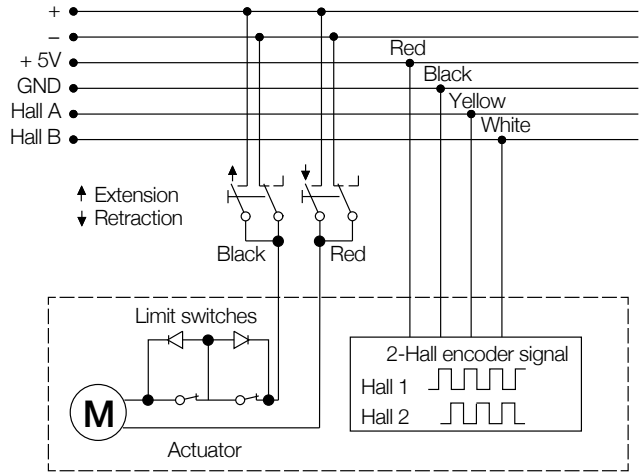 +
–
+ 5V
GND
Hall A
Hall B
Red
Black
Yellow
White
Extension
Retraction
Black
Red
Limit switches
M
Actuator
2-Hall encoder signal
Hall 1
Hall 2